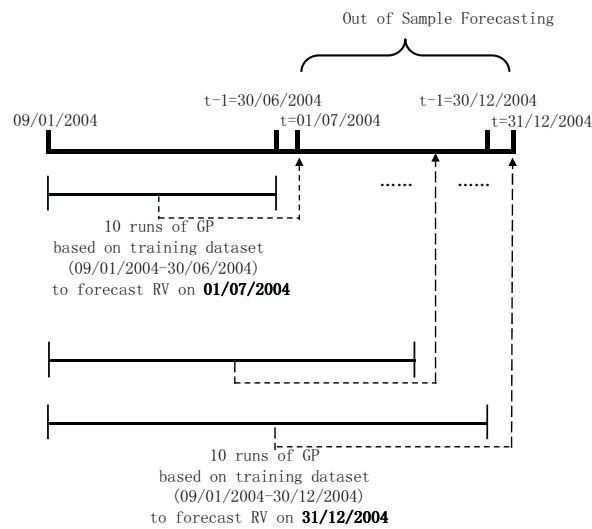 Out of Sample Forecasting
t-1=30/06/2004
t-1=30/12/2004
09/01/2004
t=01/07/2004
t=31/12/2004
……
……
10 runs of GP
based on training dataset
(09/01/2004-30/06/2004)
to forecast RV on 01/07/2004
10 runs of GP
based on training dataset
(09/01/2004-30/12/2004)
to forecast RV on 31/12/2004